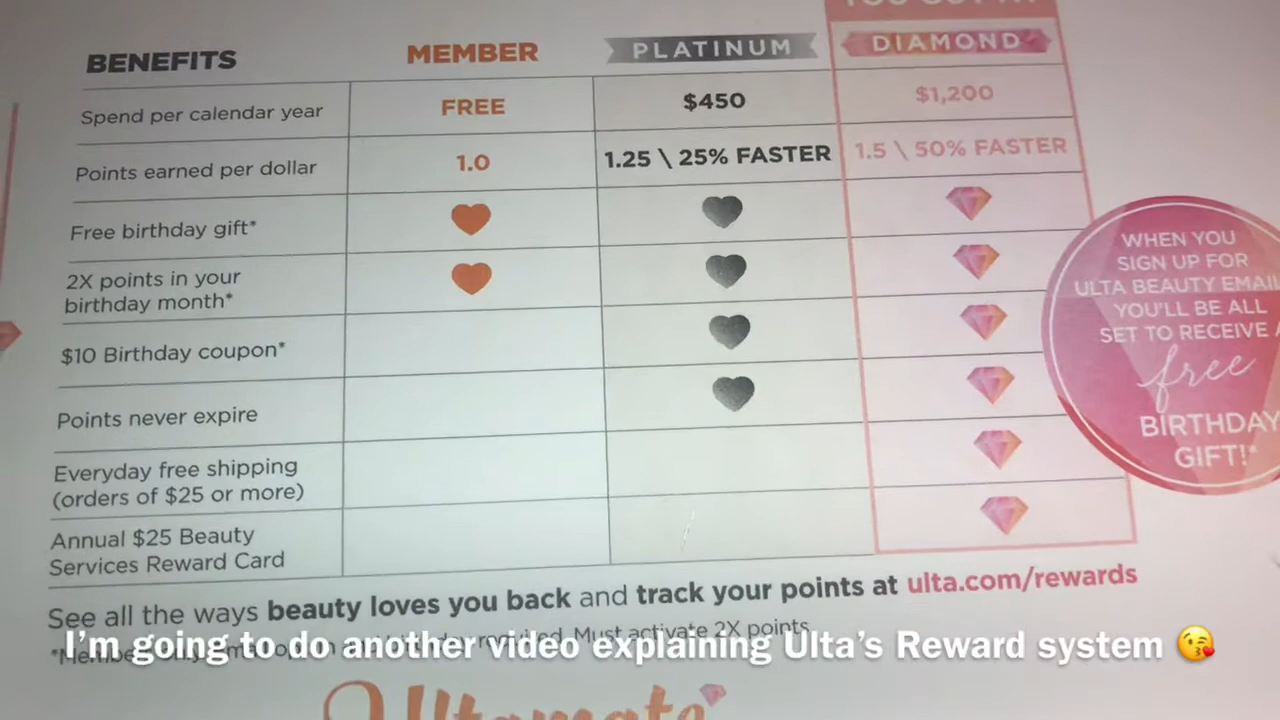 BENEFITS MEMBER PLATINUM DIAMOND
Spend per calendar year FREE $450 $1,200
Points earned per dollar 1.0 1.25 \ 25% FASTER 1.5 \ 50% FASTER
Free birthday gift*
2X points in your
birthday month*
$10 Birthday coupon*
Points never expire
Everyday free shipping
(orders of $25 or more)
Annual $25 Beauty
Services Reward Card
WHEN YOU
SIGN UP FOR
ULTA BEAUTY EMAIL
YOU'LL BE ALL
SET TO RECEIVE
free
BIRTHDAY
GIFT!*
See all the ways beauty loves you back and track your points at ulta.com/rewards
Must activate 2X points
I'm going to do another video explaining Ulta's Reward system 😘
Ultamate